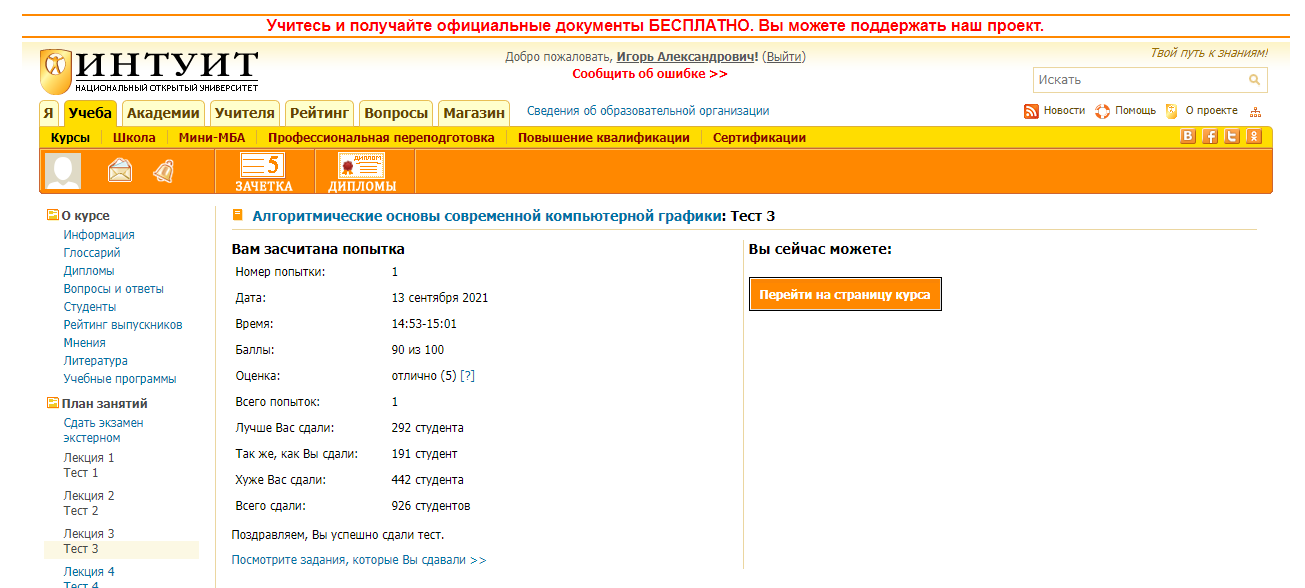 Учитесь и получайте официальные документы БЕСПЛАТНО. Вы можете поддержать наш проект.
ИНТУИТ
НАЦИОНАЛЬНЫЙ ОТКРЫТЫЙ УНИВЕРСИТЕТ
Добро пожаловать, Игорь Александрович! (Выйти)
Сообщить об ошибке >>
Твой путь к знаниям!
Искать
Я Учеба Академии Учителя Рейтинг Вопросы Магазин Сведения об образовательной организации
Новости Помощь О проекте
Курсы Школа Мини-МБА Профессиональная переподготовка Повышение квалификации Сертификации
5
ЗАЧЕТКА
ДИПЛОМ
ДИПЛОМЫ
О курсе
Информация
Глоссарий
Дипломы
Вопросы и ответы
Студенты
Рейтинг выпускников
Мнения
Литература
Учебные программы
План занятий
Сдать экзамен
экстерном
Лекция 1
Тест 1
Лекция 2
Тест 2
Лекция 3
Тест 3
Лекция 4
Тест 4
Алгоритмические основы современной компьютерной графики: Тест 3
Вам засчитана попытка
Номер попытки: 1
Дата: 13 сентября 2021
Время: 14:53-15:01
Баллы: 90 из 100
Оценка: отлично (5) [?]
Всего попыток: 1
Лучше Вас сдали: 292 студента
Так же, как Вы сдали: 191 студент
Хуже Вас сдали: 442 студента
Всего сдали: 926 студентов
Поздравляем, Вы успешно сдали тест.
Посмотрите задания, которые Вы сдавали >>
Вы сейчас можете:
Перейти на страницу курса